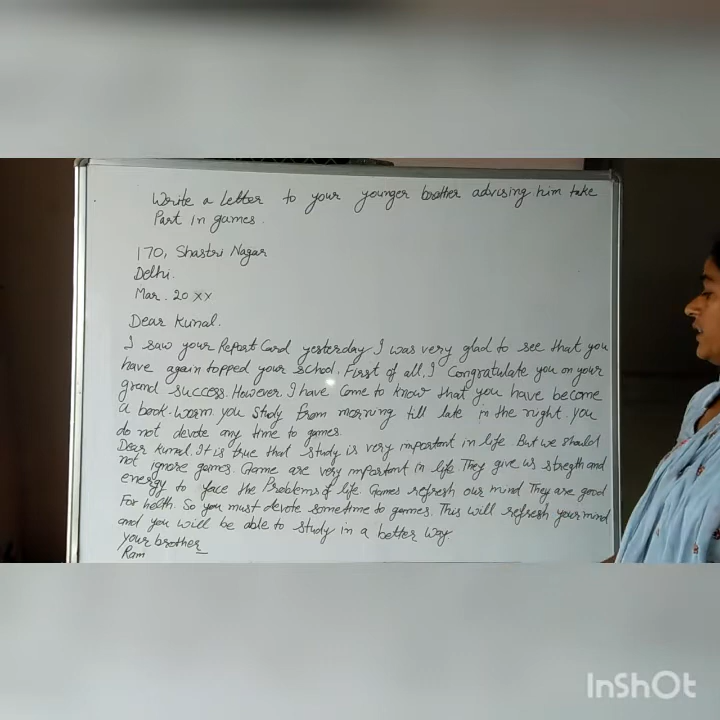 Write a letter to your younger brother advising him take
Part in games.
170, Shastri Nagar
Delhi.
Mar. 20 XX
Dear Kunal.
I saw your Report Card yesterday I was very glad to see that you
have again topped your school. First of all, I Congratulate you on your
grand success. However I have come to know that you have become
a book-worm you study from morning till late in the night. you
do not devote any time to games.
Dear Kunal. It is true that study is very important in life. But we should
not ignore games. Game are very important in life. They give us stregth and
energy to face the Problems of life. Games refresh our mind They are good
For helth. So you must devote sometime to games. This will refresh your mind
and you will be able to study in a better way
your brother
Ram
InShOt